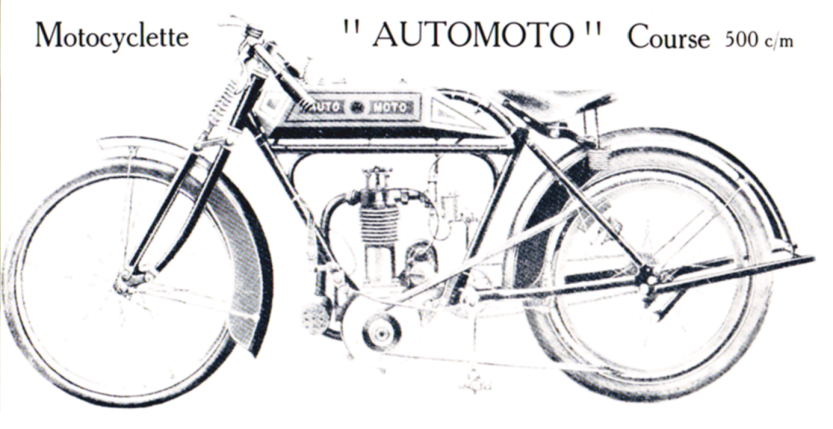 Motocyclette " AUTOMOTO " Course 500 c/m
AUTO MOTO